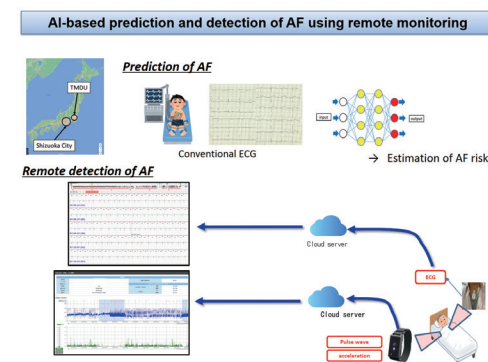 AI-based prediction and detection of AF using remote monitoring
Prediction of AF
TMDU
Shizuoka City
input
output
Conventional ECG
→ Estimation of AF risk
Remote detection of AF
Cloud server
ECG
Cloud server
Pulse wave
acceleration